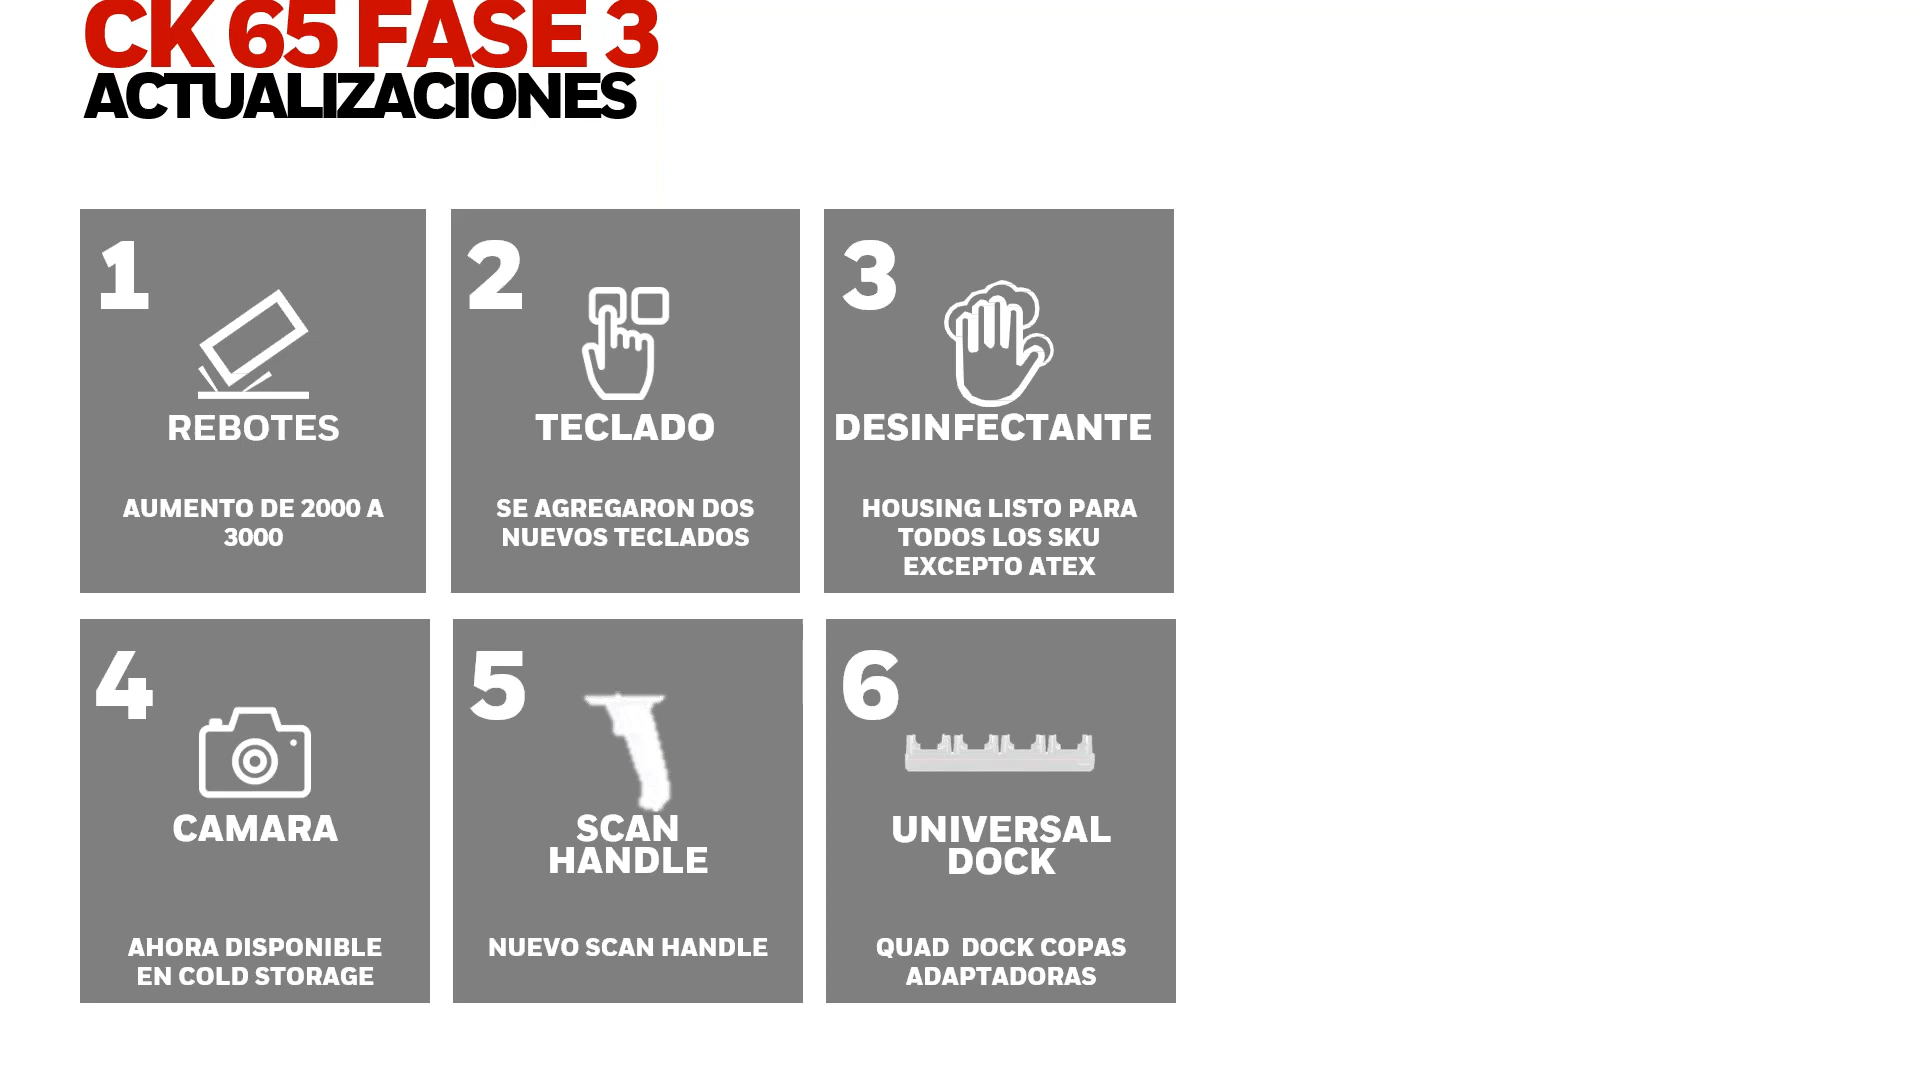 CK 65 FASE 3
ACTUALIZACIONES
1
REBOTES
AUMENTO DE 2000 A
3000
2
TECLADO
SE AGREGARON DOS
NUEVOS TECLADOS
3
DESINFECTANTE
HOUSING LISTO PARA
TODOS LOS SKU
EXCEPTO ATEX
4
CAMARA
AHORA DISPONIBLE
EN COLD STORAGE
5
SCAN
HANDLE
NUEVO SCAN HANDLE
6
UNIVERSAL
DOCK
QUAD  DOCK COPAS
ADAPTADORAS